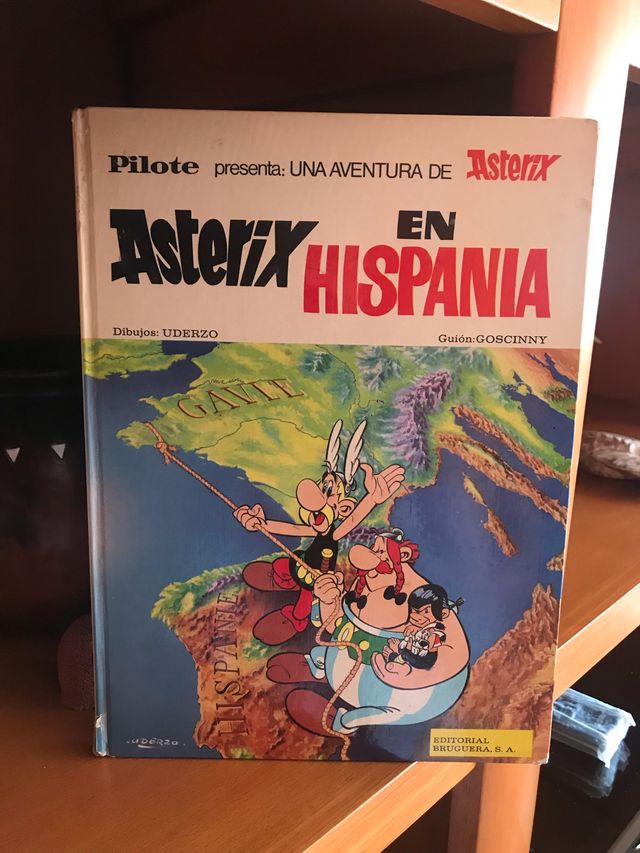 Pilote presenta: UNA AVENTURA DE Asterix
Asterix EN
HISPANIA
Dibujos: UDERZO
Guión: GOSCINNY
GAVLE
HISPANIE
UDERZO
EDITORIAL
BRUGUERA, S. A.